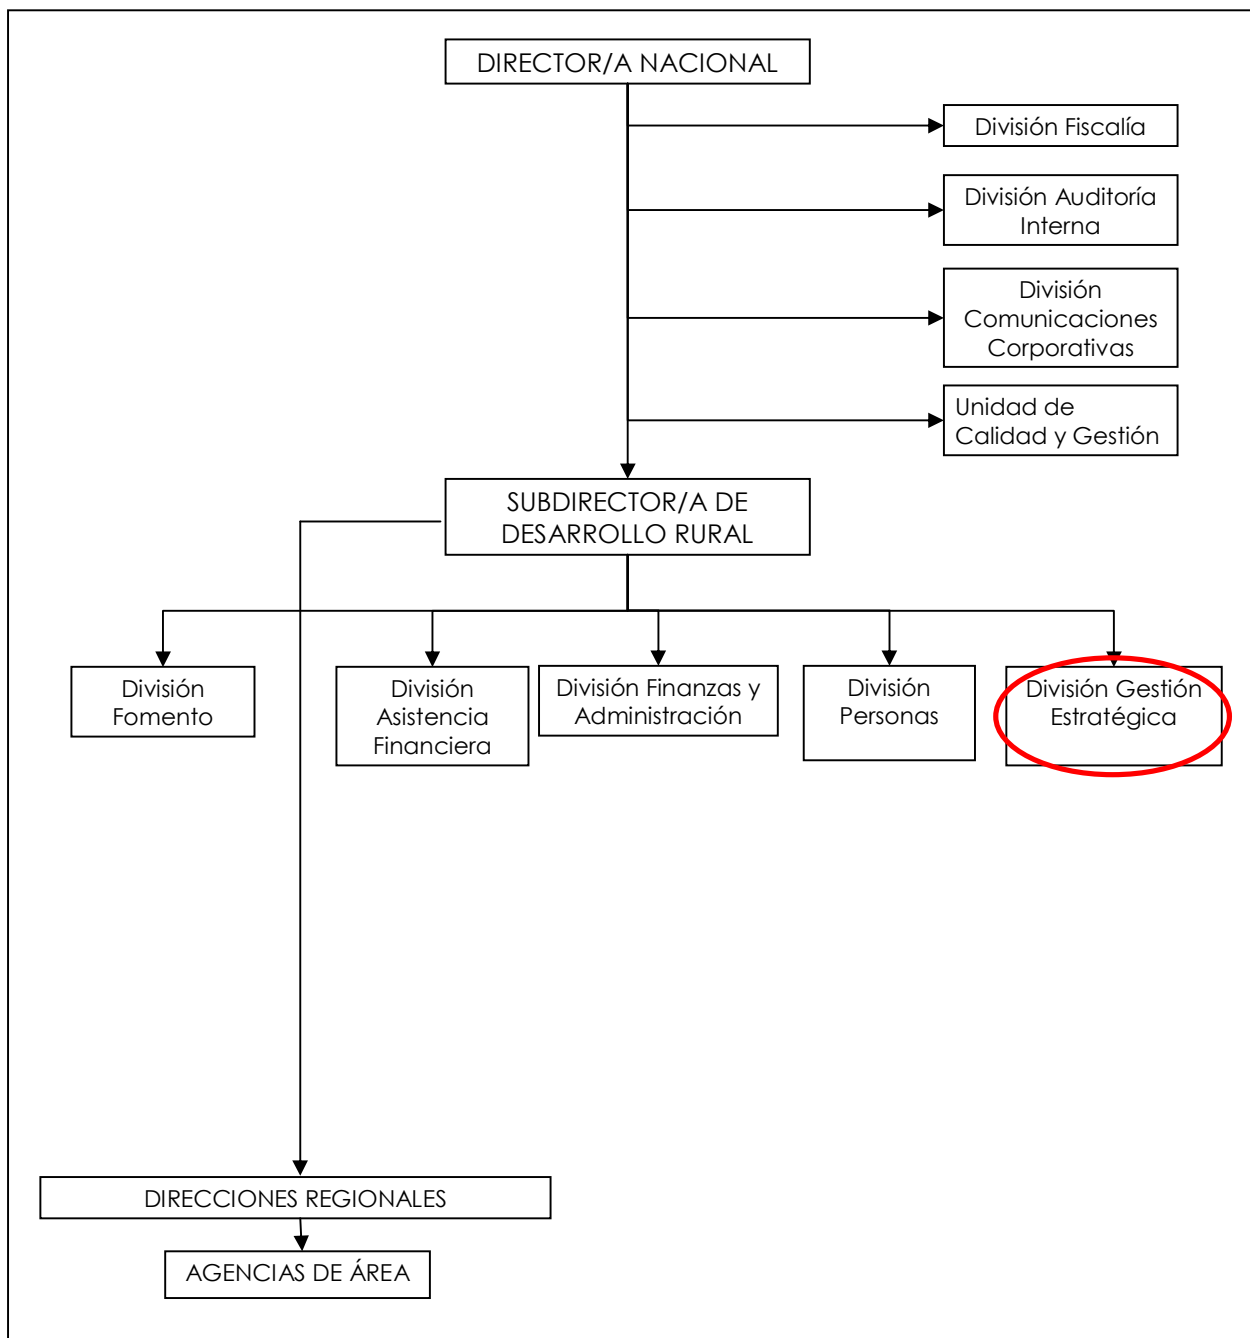 DIRECTOR/A NACIONAL
División Fiscalía
División Auditoría
Interna
División
Comunicaciones
Corporativas
Unidad de
Calidad y Gestión
SUBDIRECTOR/A DE
DESARROLLO RURAL
División
Fomento
División
Asistencia
Financiera
División Finanzas y
Administración
División
Personas
División Gestión
Estratégica
DIRECCIONES REGIONALES
AGENCIAS DE ÁREA